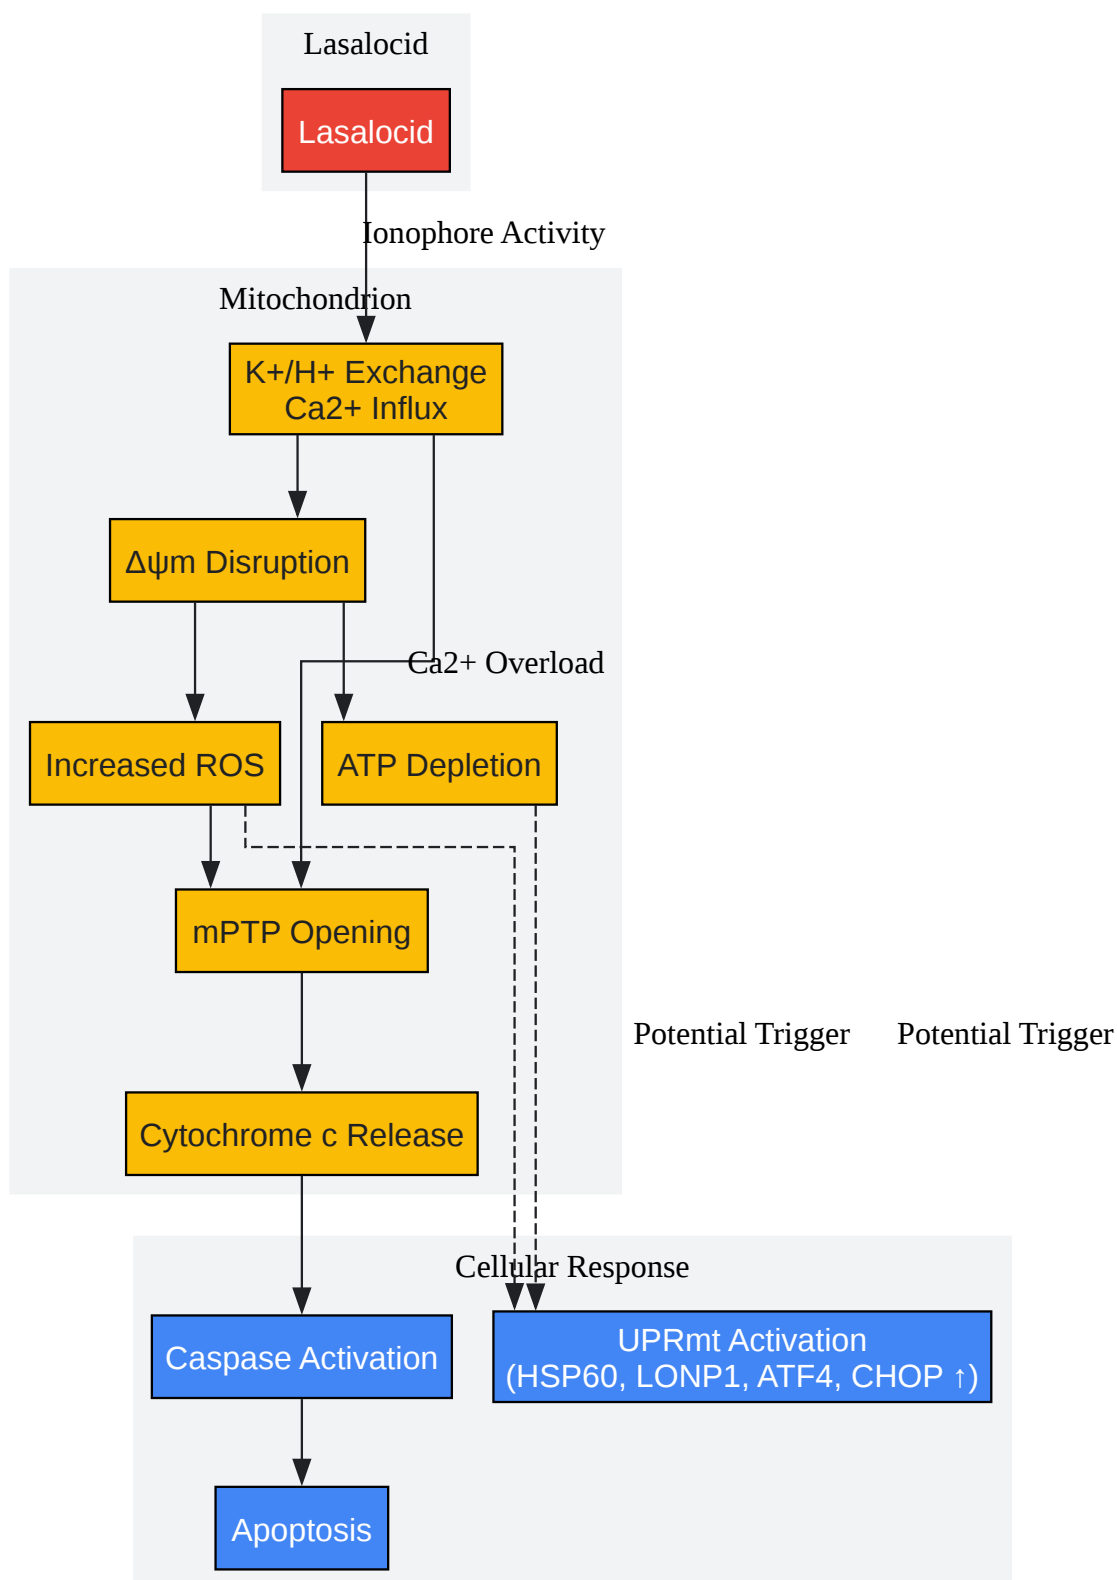 Lasalocid
Lasalocid
Ionophore Activity
Mitochondrion
K+/H+ Exchange
Ca2+ Influx
Δψm Disruption
Ca2+ Overload
Increased ROS
ATP Depletion
mPTP Opening
Potential Trigger
Potential Trigger
Cytochrome c Release
Cellular Response
Caspase Activation
UPRmt Activation
(HSP60, LONP1, ATF4, CHOP ↑)
Apoptosis